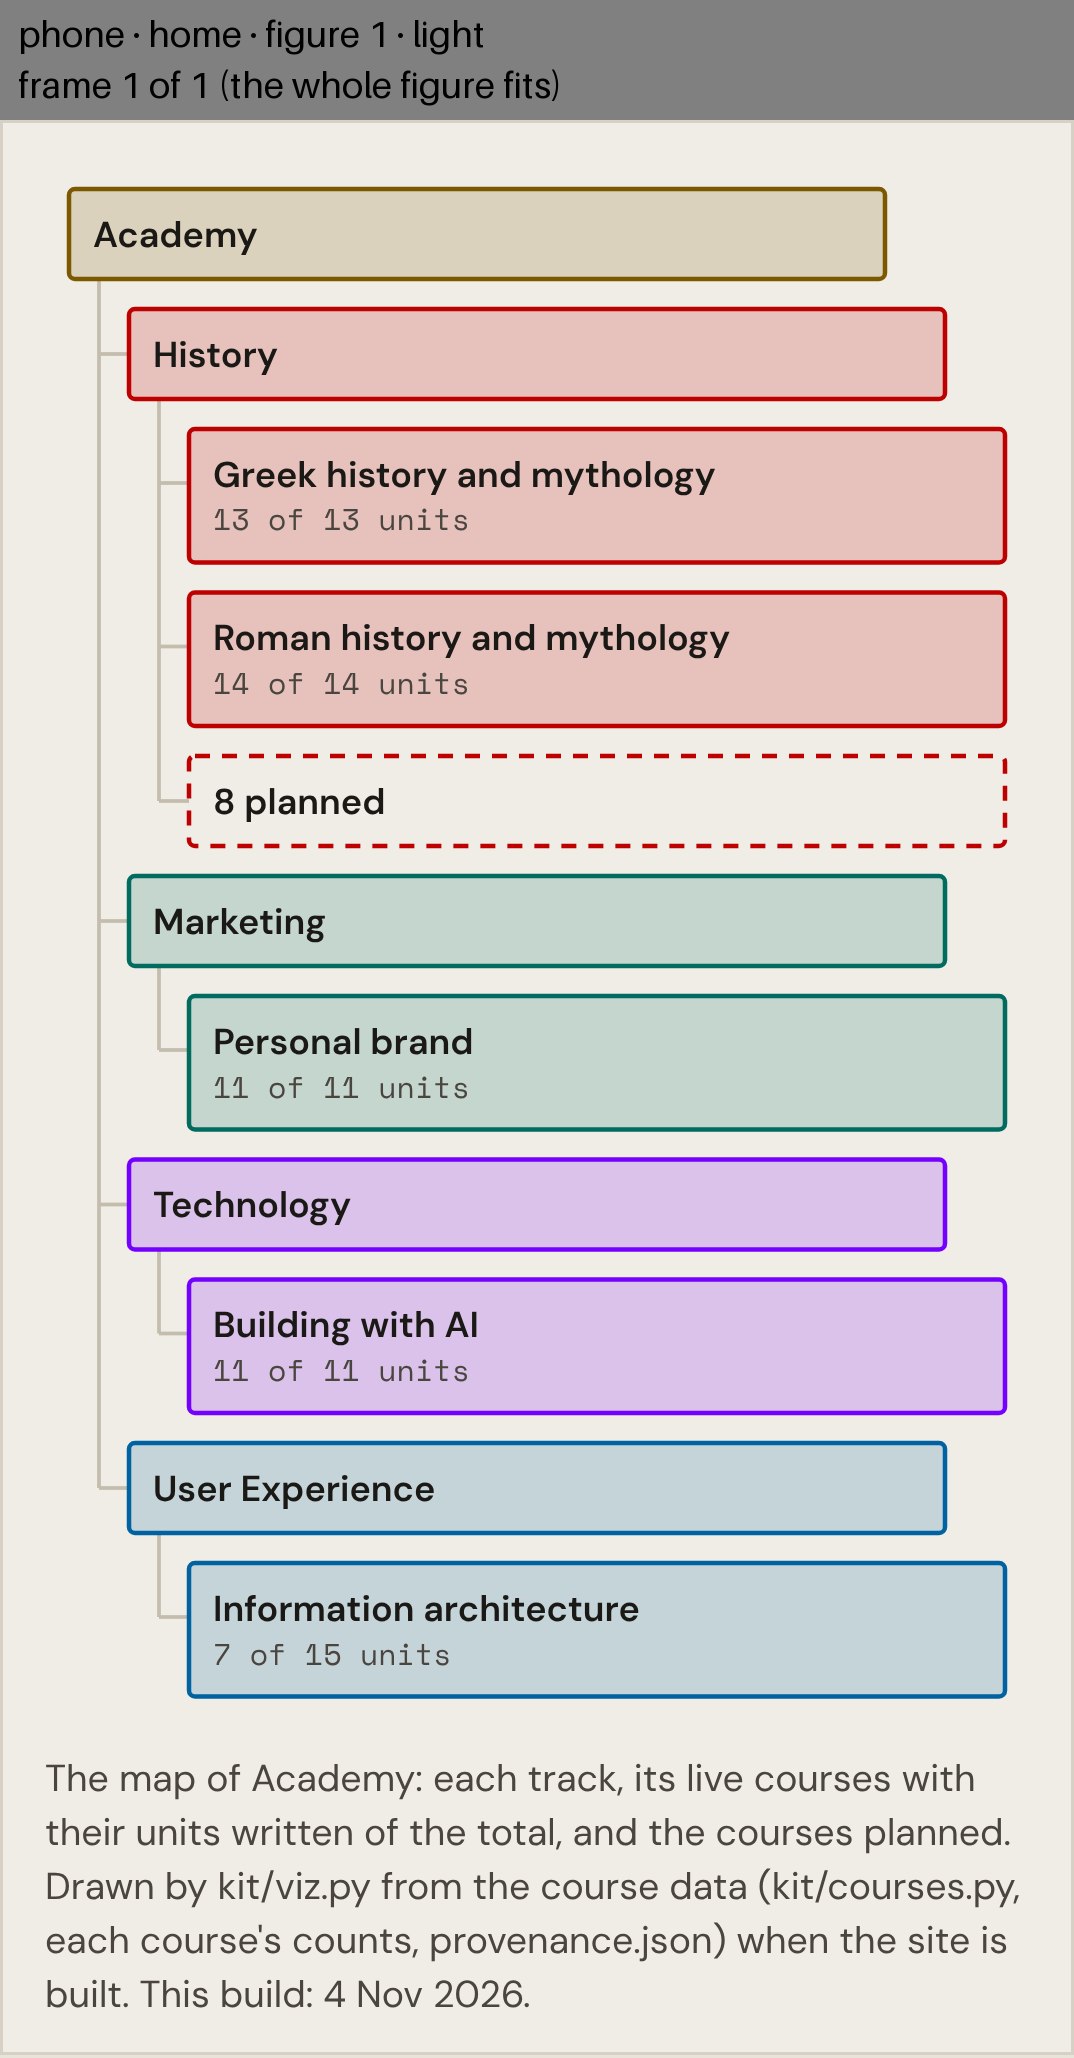 phone · home · figure 1 · light
frame 1 of 1 (the whole figure fits)
Academy
History
Greek history and mythology
13 of 13 units
Roman history and mythology
14 of 14 units
8 planned
Marketing
Personal brand
11 of 11 units
Technology
Building with AI
11 of 11 units
User Experience
Information architecture
7 of 15 units
The map of Academy: each track, its live courses with
their units written of the total, and the courses planned.
Drawn by kit/viz.py from the course data (kit/courses.py,
each course's counts, provenance.json) when the site is
built. This build: 4 Nov 2026.